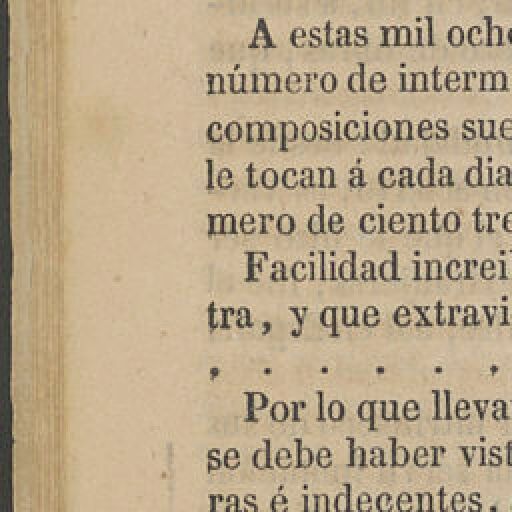 A estas mil och
número de interm
composiciones sue
le tocan á cada dia
mero de ciento tre
Facilidad increi
tra, y que extravi
. . . . . .
Por lo que lleva
se debe haber vist
ras é indecentes.